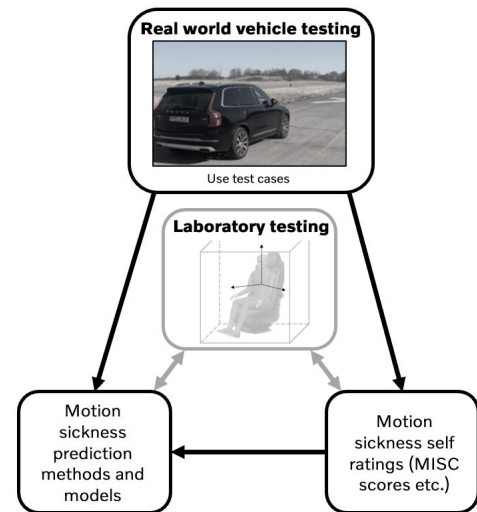 Real world vehicle testing
Use test cases
Laboratory testing
Motion
sickness
prediction
methods and
models
Motion
sickness self
ratings (MISC
scores etc.)